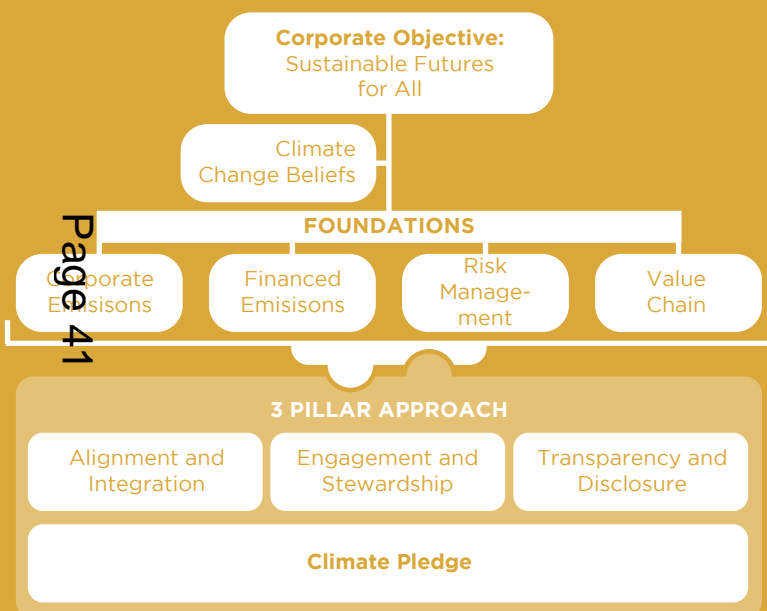 Corporate Objective:
Sustainable Futures
for All
Climate
Change Beliefs
FOUNDATIONS
Corporate
Emisisons
Financed
Emisisons
Risk
Manage-
ment
Value
Chain
Page 41
3 PILLAR APPROACH
Alignment and
Integration
Engagement and
Stewardship
Transparency and
Disclosure
Climate Pledge